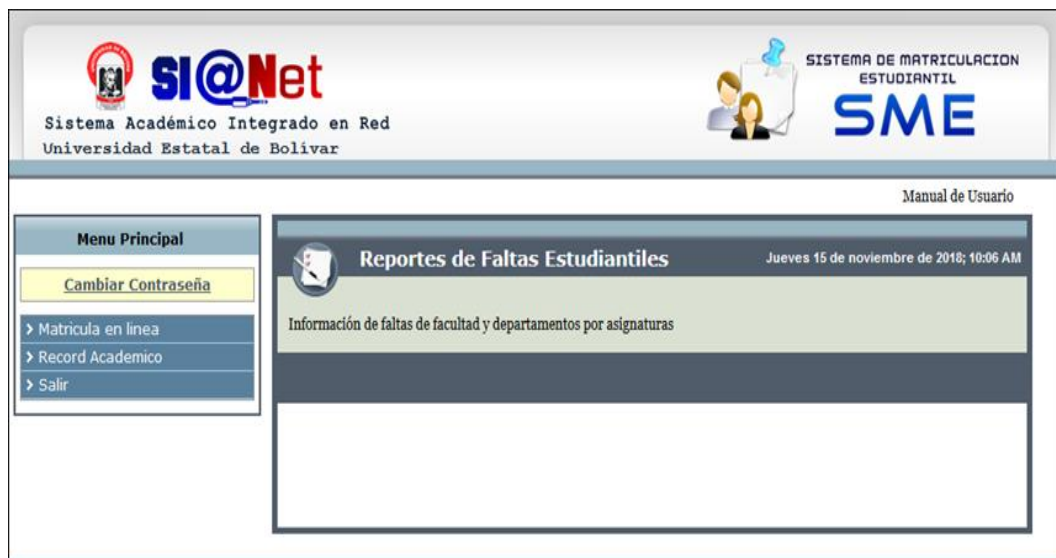 SI@Net
Sistema Académico Integrado en Red
Universidad Estatal de Bolívar
SISTEMA DE MATRICULACION
ESTUDIANTIL
SME
Manual de Usuario
Menu Principal
Cambiar Contraseña
Matricula en linea
Record Academico
Salir
Reportes de Faltas Estudiantiles
Jueves 15 de noviembre de 2018; 10:06 AM
Información de faltas de facultad y departamentos por asignaturas